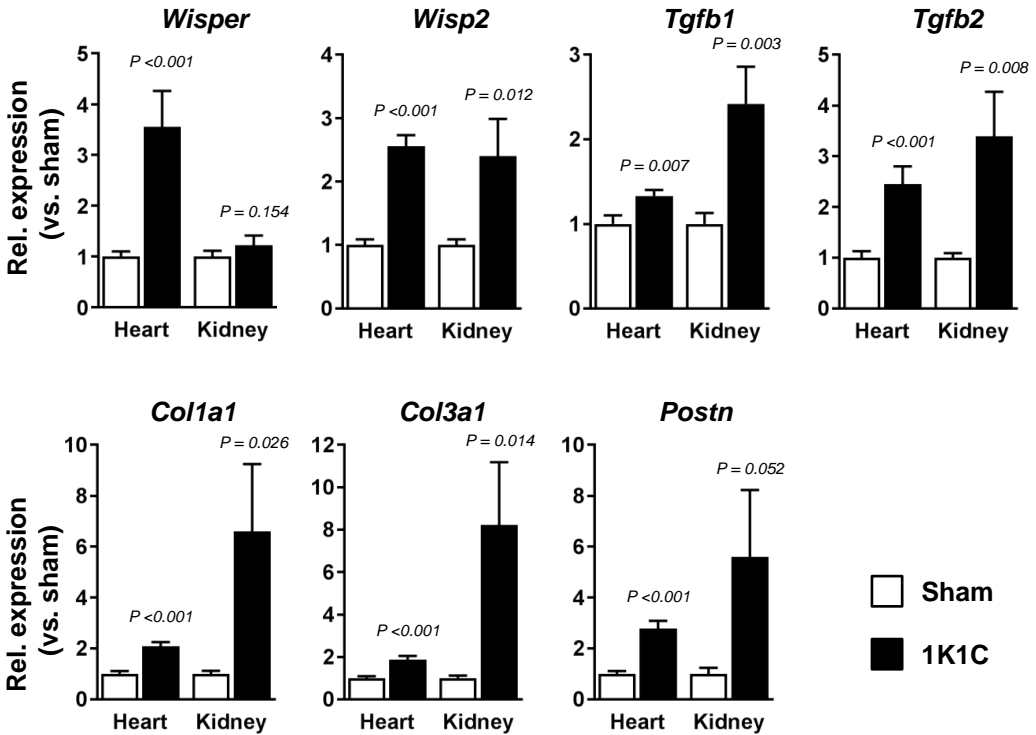 Wisper
Wisp2
Tgfb1
Tgfb2
Rel. expression
(vs. sham)
5
4
3
2
1
0
P <0.001
P = 0.154
Heart Kidney
4
3
2
1
0
P <0.001
P = 0.012
Heart Kidney
3
2
1
0
P = 0.007
P = 0.003
Heart Kidney
5
4
3
2
1
0
P <0.001
P = 0.008
Heart Kidney
Col1a1
Col3a1
Postn
Rel. expression
(vs. sham)
10
8
6
4
2
0
P <0.001
P = 0.026
Heart Kidney
12
10
8
6
4
2
0
P <0.001
P = 0.014
Heart Kidney
10
8
6
4
2
0
P <0.001
P = 0.052
Heart Kidney
Sham
1K1C